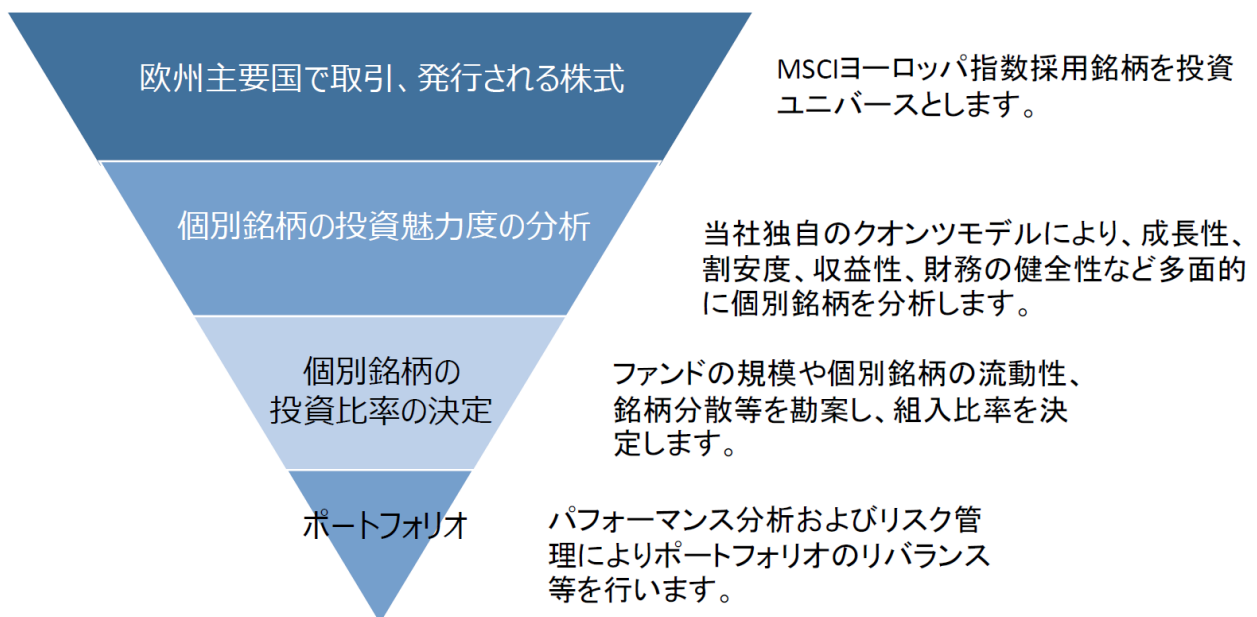 欧州主要国で取引、発行される株式
MSCIヨーロッパ指数採用銘柄を投資
ユニバースとします。
個別銘柄の投資魅力度の分析
当社独自のクオンツモデルにより、成長性、
割安度、収益性、財務の健全性など多面的
に個別銘柄を分析します。
個別銘柄の
投資比率の決定
ファンドの規模や個別銘柄の流動性、
銘柄分散等を勘案し、組入比率を決
定します。
ポートフォリオ
パフォーマンス分析およびリスク管
理によりポートフォリオのリバランス
等を行います。